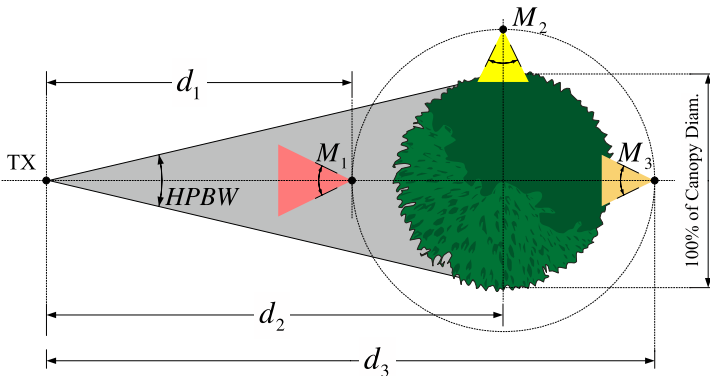 M2
d1
TX
M1
M3
HPBW
100% of Canopy Diam.
d2
d3